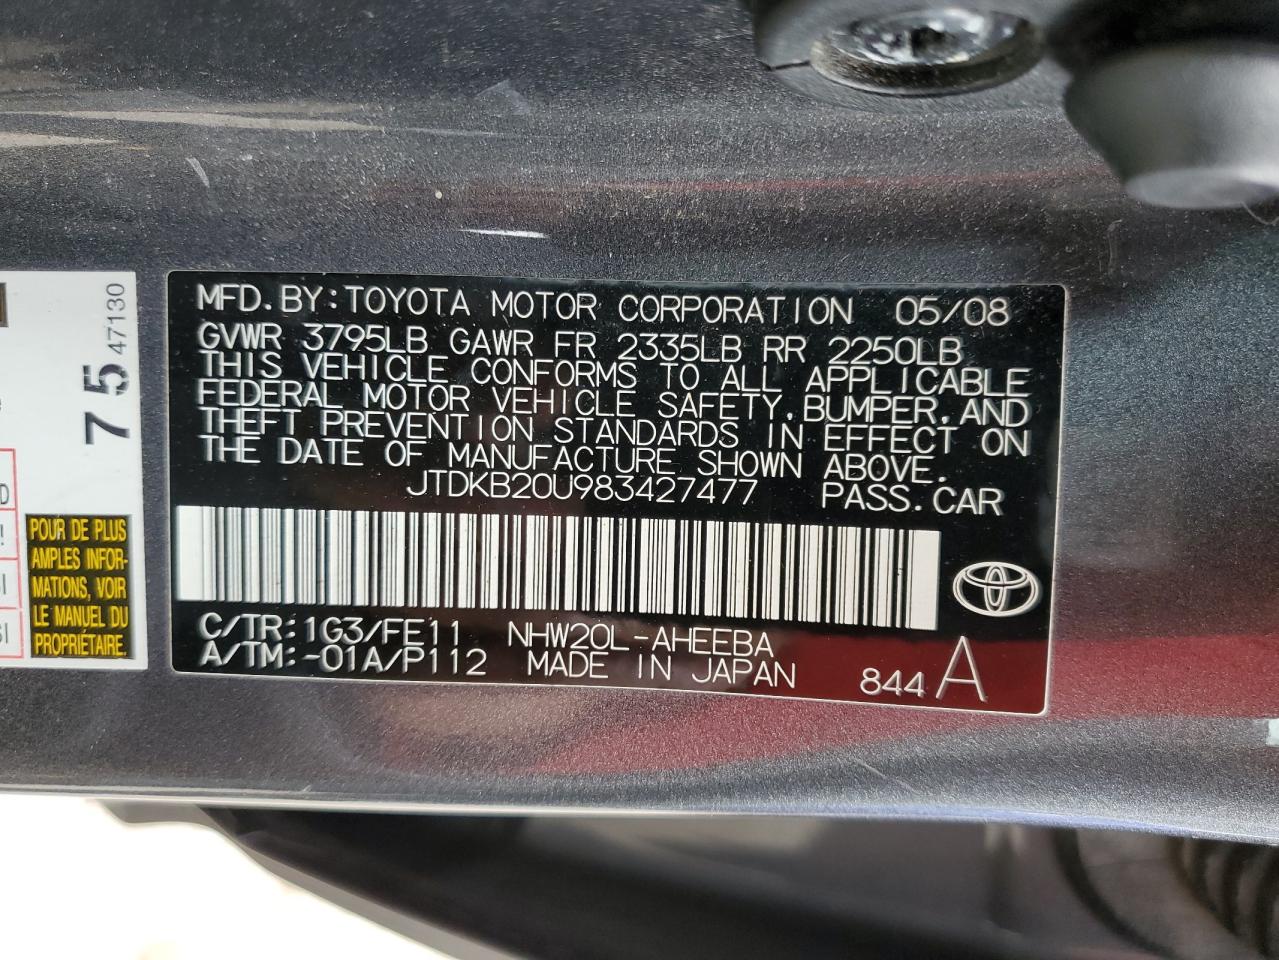 MFD.BY:TOYOTA MOTOR CORPORATION 05/08
GVWR 3795LB GAWR FR 2335LB RR 2250LB
THIS VEHICLE CONFORMS TO ALL APPLICABLE
FEDERAL MOTOR VEHICLE SAFETY,BUMPER,AND
THEFT PREVENTION STANDARDS IN EFFECT ON
THE DATE OF MANUFACTURE SHOWN ABOVE.
JTDKB20U983427477 PASS.CAR
C/TR:1G3/FE11 NHW20L-AHEEBA
A/TM:-01A/P112 MADE IN JAPAN 844 A
75 47130
POUR DE PLUS
AMPLES INFOR-
MATIONS, VOIR
LE MANUEL DU
PROPRIÉTAIRE.